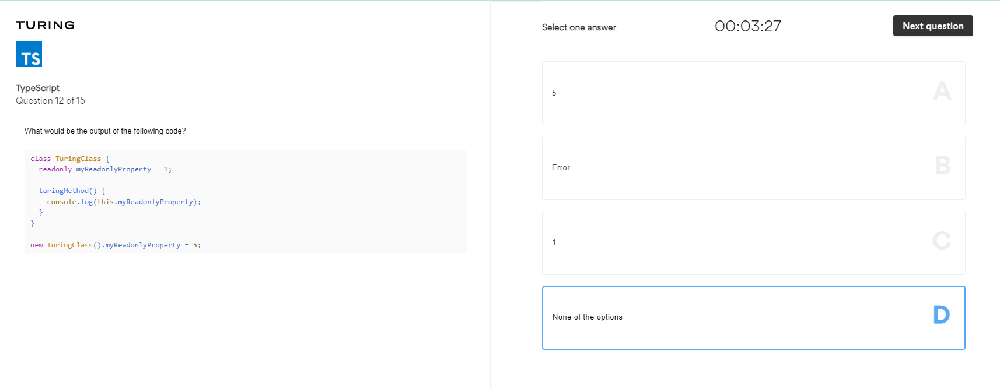 TURING
TS
TypeScript
Question 12 of 15
What would be the output of the following code?
class TuringClass {
  readonly myReadonlyProperty = 1;

  turingMethod() {
    console.log(this.myReadonlyProperty);
  }
}

new TuringClass().myReadonlyProperty = 5;
Select one answer
00:03:27
Next question
5
A
Error
B
1
C
None of the options
D